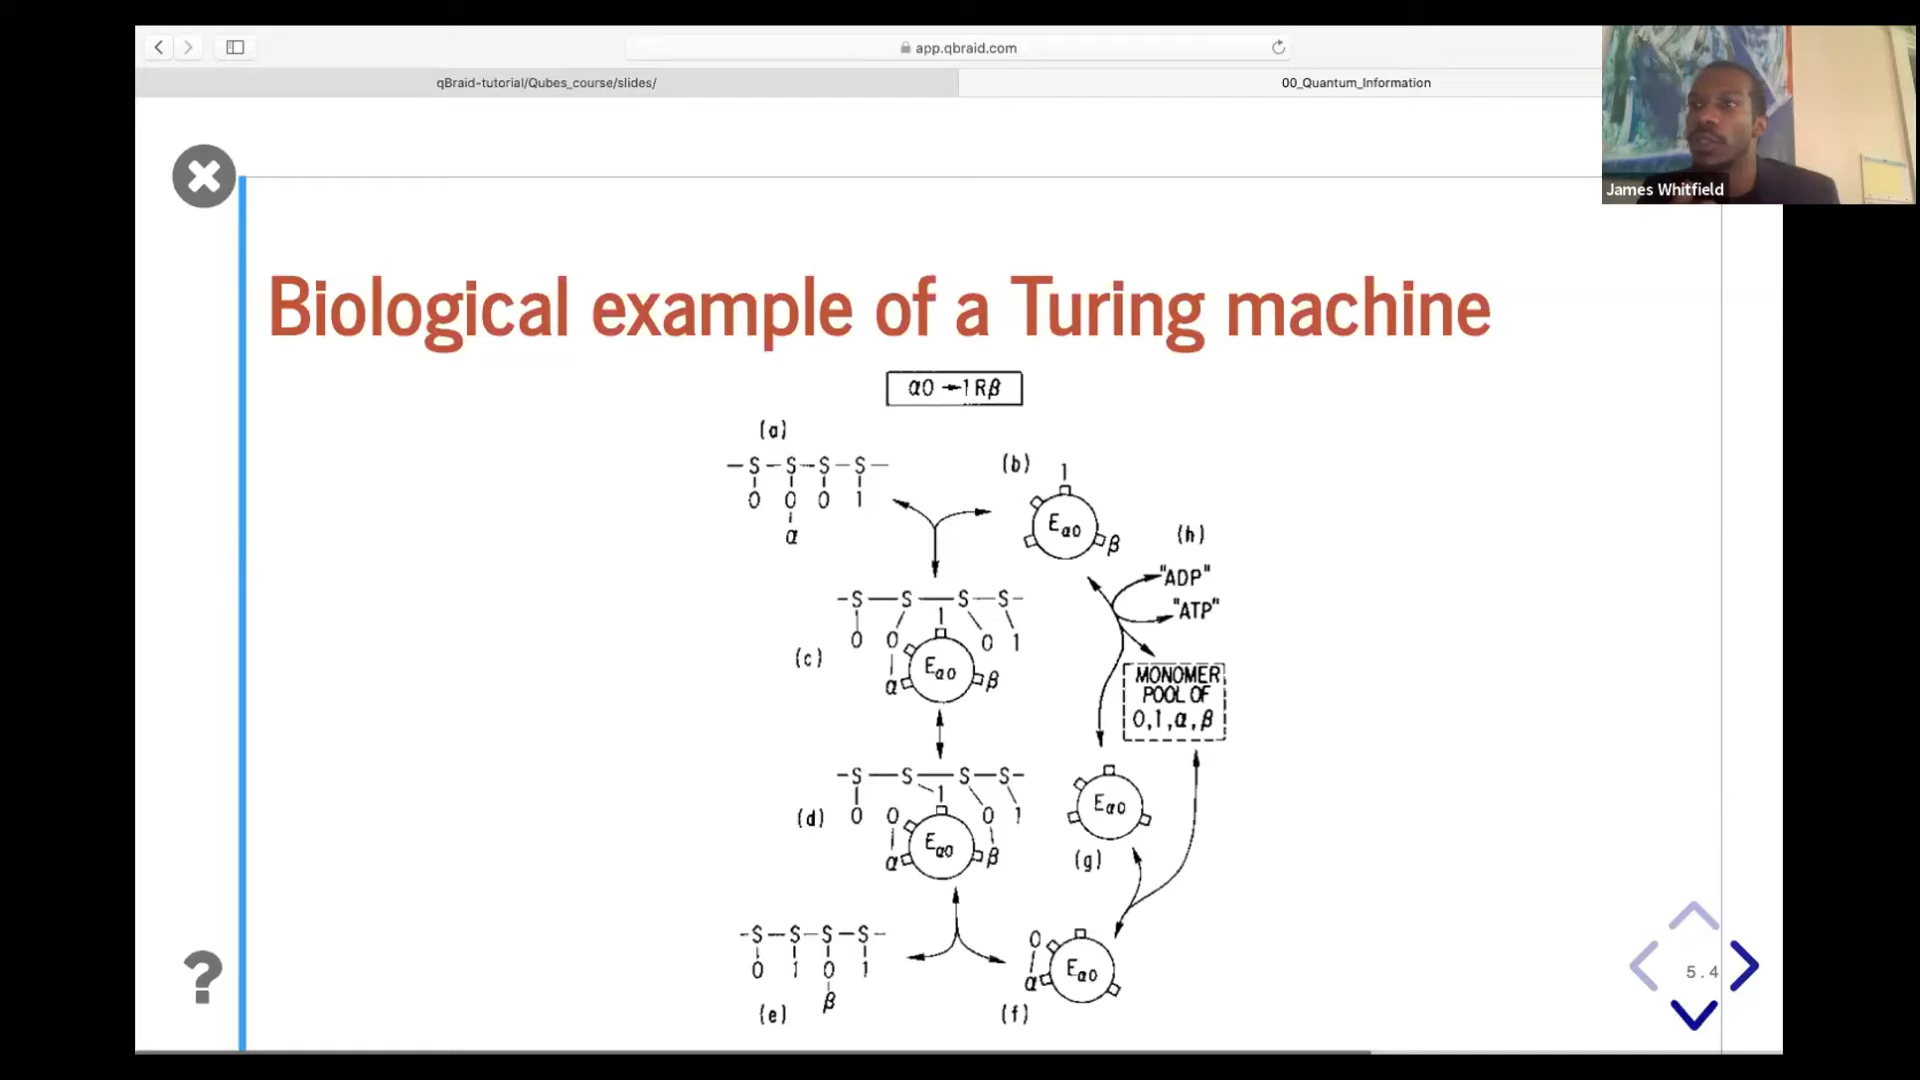 app.qbraid.com
qBraid-tutorial/Qubes_course/slides/
00_Quantum_Information
James Whitfield
Biological example of a Turing machine
α0 → 1Rβ
(a)
—S—S—S—S—
0 0 0 1
α
(b)
1
Eα0
β
(h)
"ADP"
"ATP"
-S—S—S—S-
1
0 0 0 1
(c)
Eα0
α β
MONOMER
POOL OF
0,1,α,β
-S—S—S—S-
1
(d)
0 0 0 1
Eα0
α β
Eα0
(g)
-S—S—S—S-
0 1 0 1
β
(e)
0
Eα0
α
(f)
?
5.4